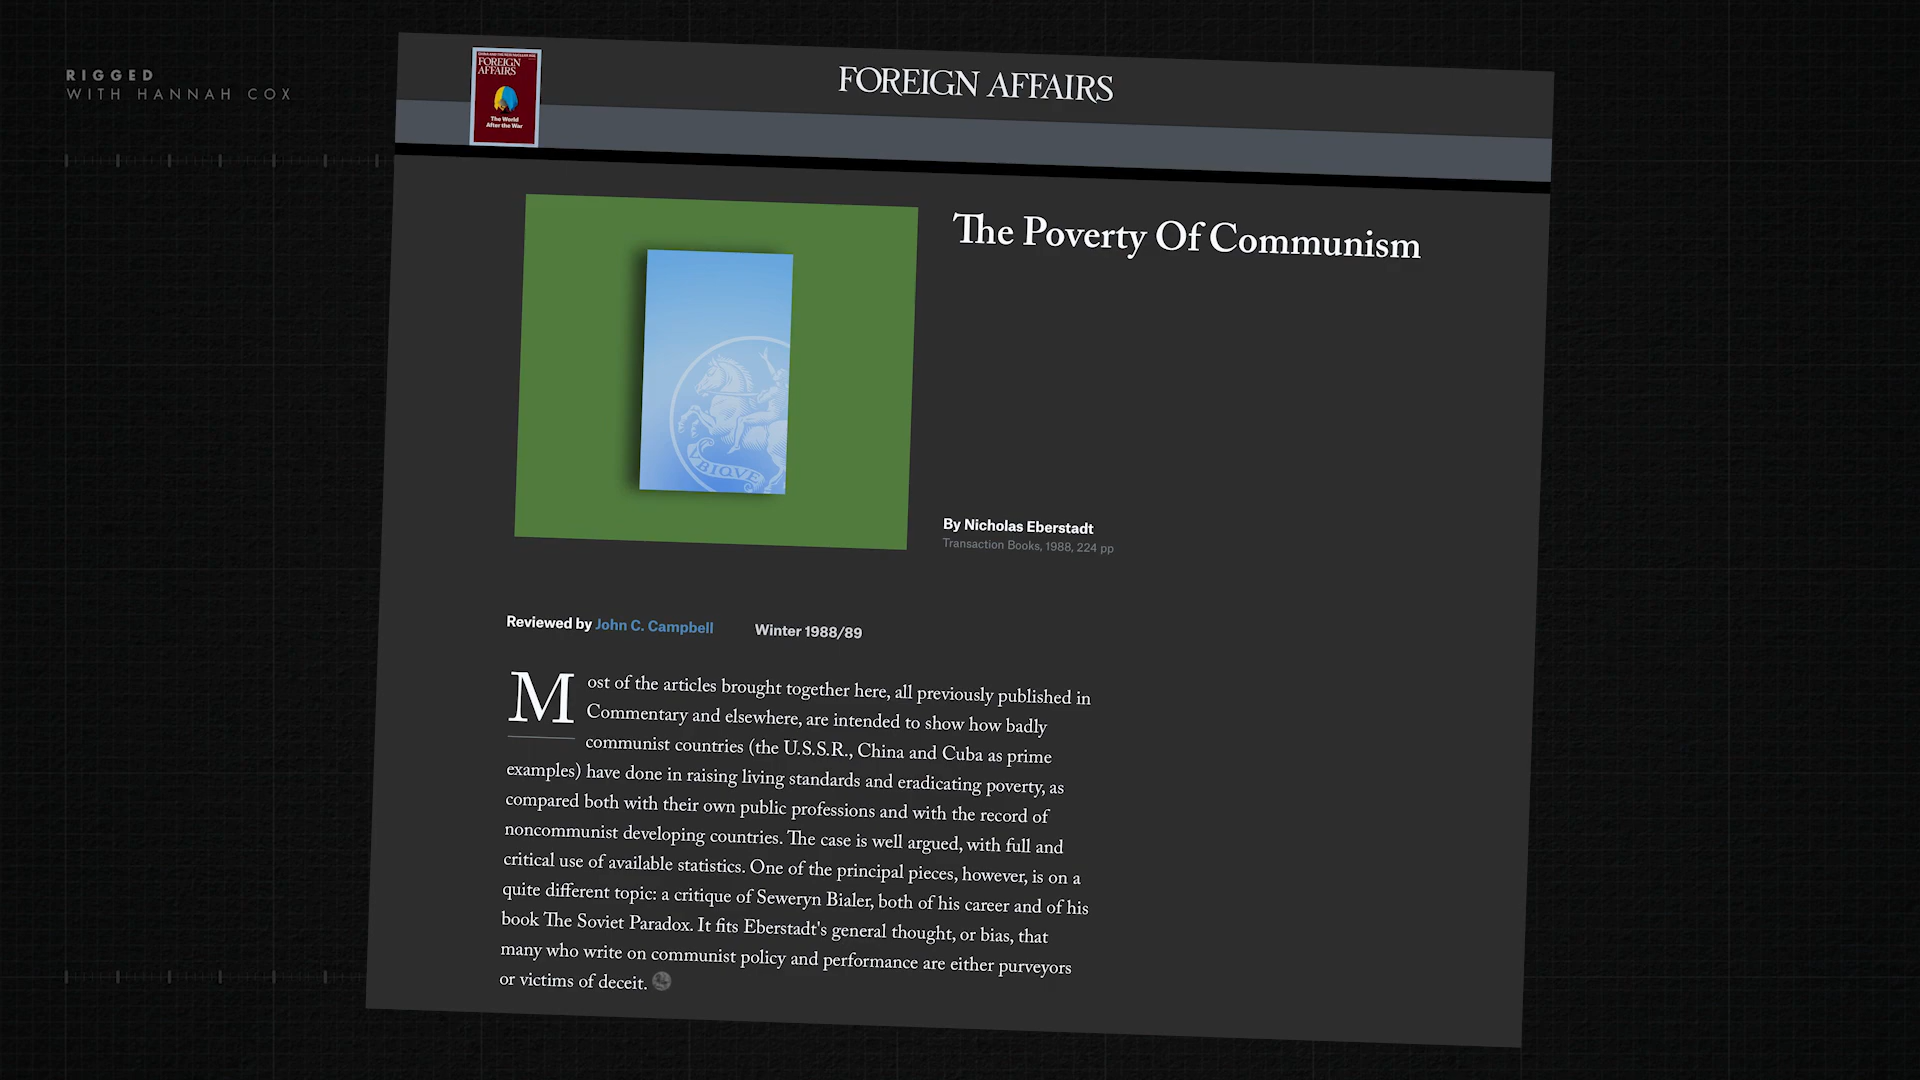 RIGGED
WITH HANNAH COX
FOREIGN AFFAIRS
FOREIGN
AFFAIRS
The World
After the War
The Poverty Of Communism
UBIQUE
By Nicholas Eberstadt
Transaction Books, 1988, 224 pp
Reviewed by John C. Campbell
Winter 1988/89
Most of the articles brought together here, all previously published in
Commentary and elsewhere, are intended to show how badly
communist countries (the U.S.S.R., China and Cuba as prime
examples) have done in raising living standards and eradicating poverty, as
compared both with their own public professions and with the record of
noncommunist developing countries. The case is well argued, with full and
critical use of available statistics. One of the principal pieces, however, is on a
quite different topic: a critique of Seweryn Bialer, both of his career and of his
book The Soviet Paradox. It fits Eberstadt's general thought, or bias, that
many who write on communist policy and performance are either purveyors
or victims of deceit.